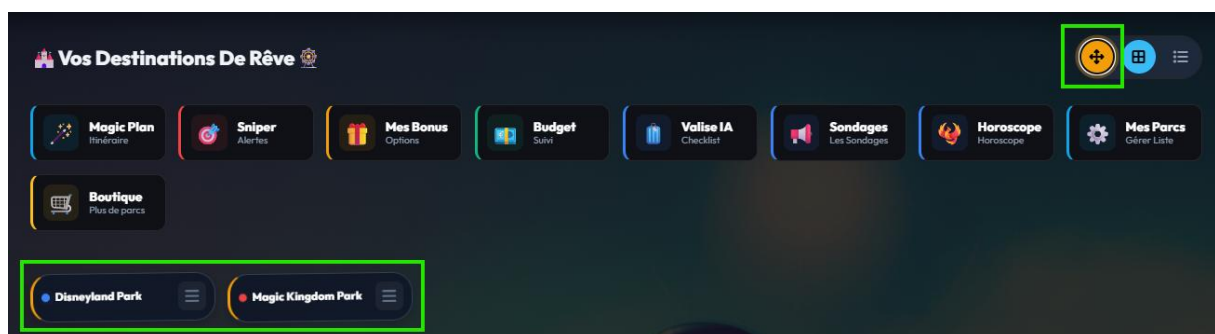 Vos Destinations De Rêve
Magic Plan
Itinéraire
Sniper
Alertes
Mes Bonus
Options
Budget
Suivi
Valise IA
Checklist
Sondages
Les Sondages
Horoscope
Horoscope
Mes Parcs
Gérer Liste
Boutique
Plus de parcs
Disneyland Park
Magic Kingdom Park